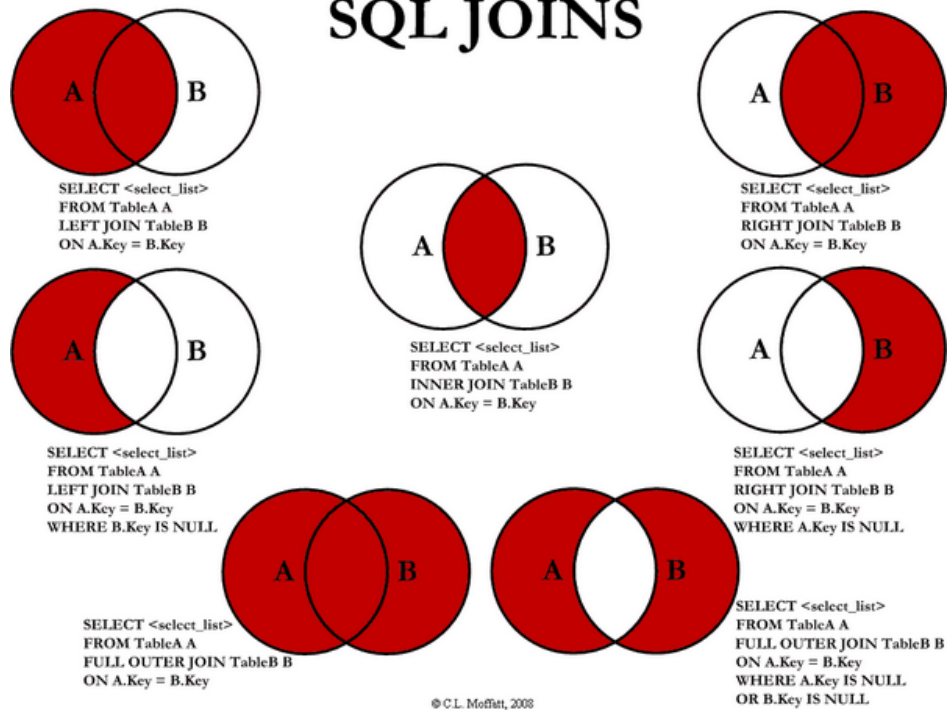 SQL JOINS
A
B
SELECT <select_list>
FROM TableA A
LEFT JOIN TableB B
ON A.Key = B.Key
A
B
SELECT <select_list>
FROM TableA A
RIGHT JOIN TableB B
ON A.Key = B.Key
A
B
SELECT <select_list>
FROM TableA A
INNER JOIN TableB B
ON A.Key = B.Key
A
B
SELECT <select_list>
FROM TableA A
LEFT JOIN TableB B
ON A.Key = B.Key
WHERE B.Key IS NULL
A
B
SELECT <select_list>
FROM TableA A
RIGHT JOIN TableB B
ON A.Key = B.Key
WHERE A.Key IS NULL
A
B
SELECT <select_list>
FROM TableA A
FULL OUTER JOIN TableB B
ON A.Key = B.Key
A
B
SELECT <select_list>
FROM TableA A
FULL OUTER JOIN TableB B
ON A.Key = B.Key
WHERE A.Key IS NULL
OR B.Key IS NULL
© C.L. Moffatt, 2008